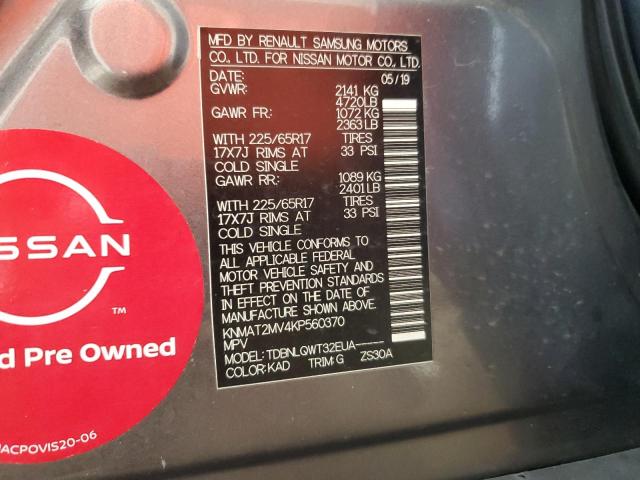 MFD BY RENAULT SAMSUNG MOTORS
CO., LTD. FOR NISSAN MOTOR CO., LTD.
DATE: 05/19
GVWR: 2141 KG
4720LB
GAWR FR: 1072 KG
2363LB
WITH 225/65R17 TIRES
17X7J RIMS AT 33 PSI
COLD SINGLE
GAWR RR: 1089 KG
2401LB
WITH 225/65R17 TIRES
17X7J RIMS AT 33 PSI
COLD SINGLE
THIS VEHICLE CONFORMS TO
ALL APPLICABLE FEDERAL
MOTOR VEHICLE SAFETY AND
THEFT PREVENTION STANDARDS
IN EFFECT ON THE DATE OF
MANUFACTURE SHOWN ABOVE.
KNMAT2MV4KP560370
MPV
MODEL: TDBNLQWT32EUA-----
COLOR: KAD TRIM: G ZS30A
ISSAN
TM
d Pre Owned
ACPOVIS20-06